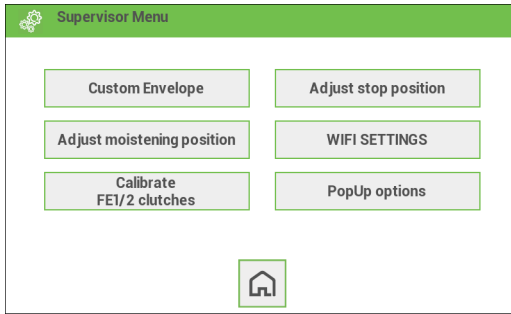 Supervisor Menu
Custom Envelope
Adjust stop position
Adjust moistening position
WIFI SETTINGS
Calibrate
FE1/2 clutches
PopUp options